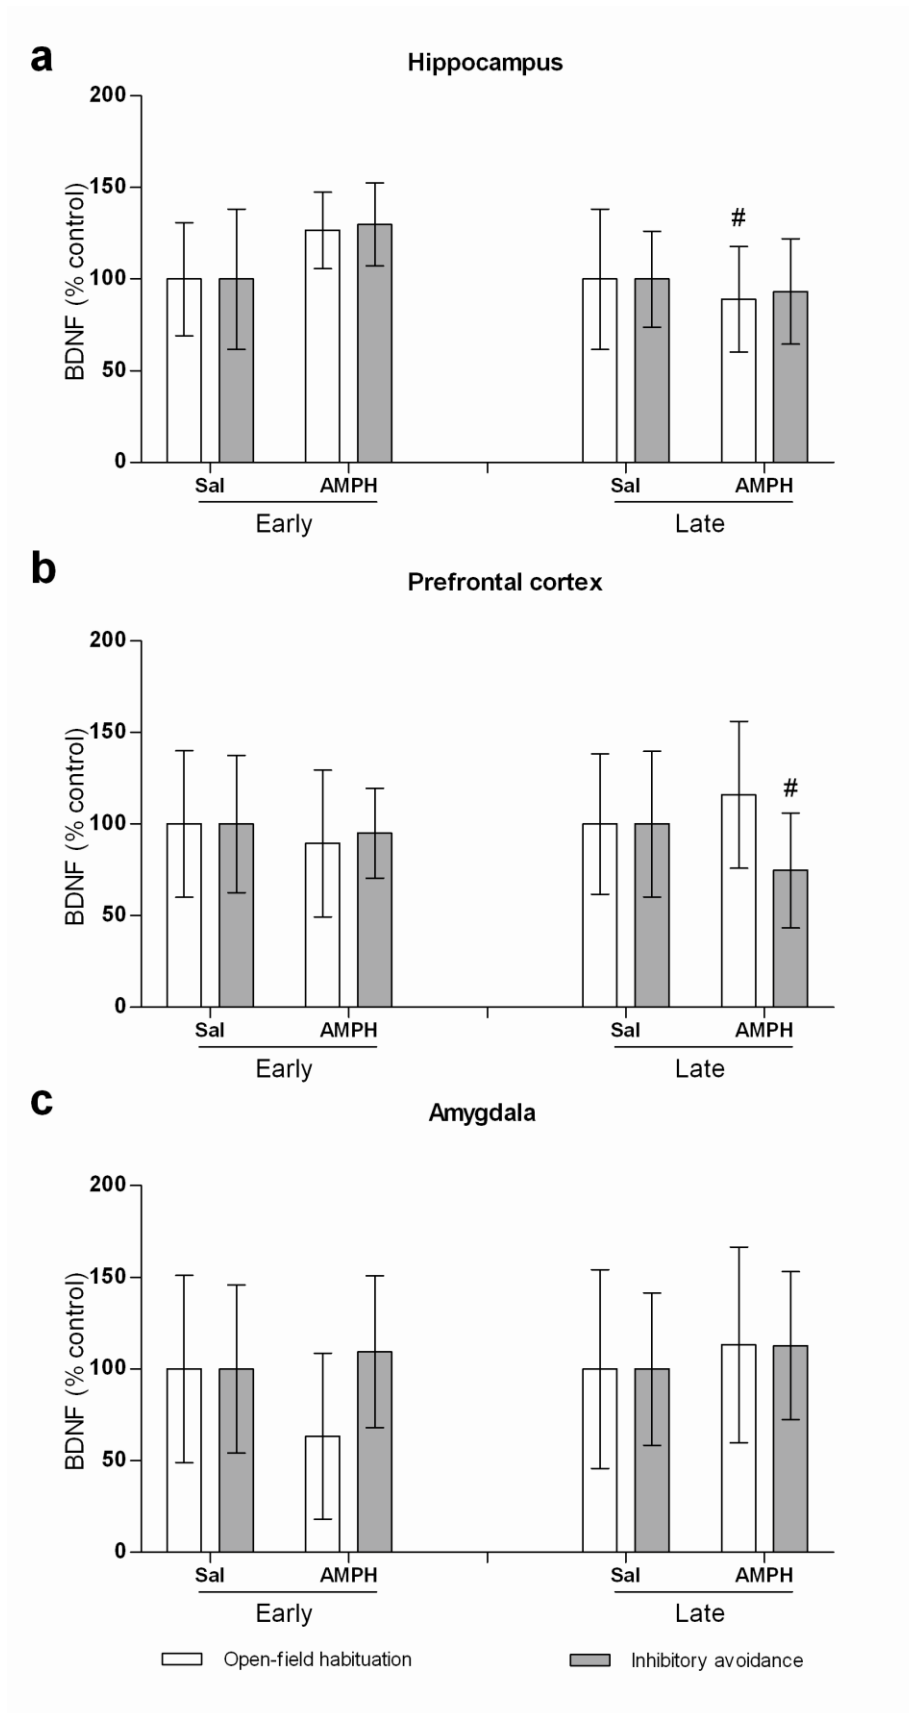 a
Hippocampus
BDNF (% control)
200
150
100
50
0
#
Sal AMPH Sal AMPH
Early Late
b
Prefrontal cortex
BDNF (% control)
200
150
100
50
0
#
Sal AMPH Sal AMPH
Early Late
c
Amygdala
BDNF (% control)
200
150
100
50
0
Sal AMPH Sal AMPH
Early Late
Open-field habituation Inhibitory avoidance